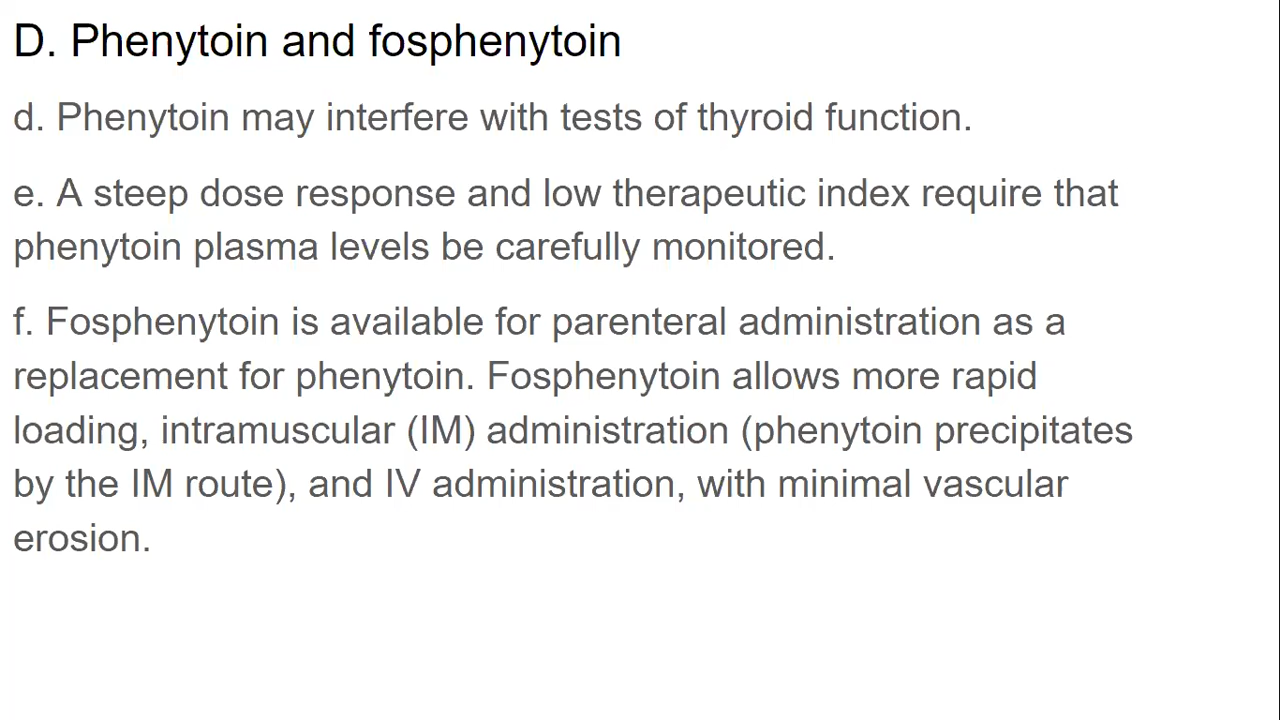 D. Phenytoin and fosphenytoin
d. Phenytoin may interfere with tests of thyroid function.
e. A steep dose response and low therapeutic index require that
phenytoin plasma levels be carefully monitored.
f. Fosphenytoin is available for parenteral administration as a
replacement for phenytoin. Fosphenytoin allows more rapid
loading, intramuscular (IM) administration (phenytoin precipitates
by the IM route), and IV administration, with minimal vascular
erosion.